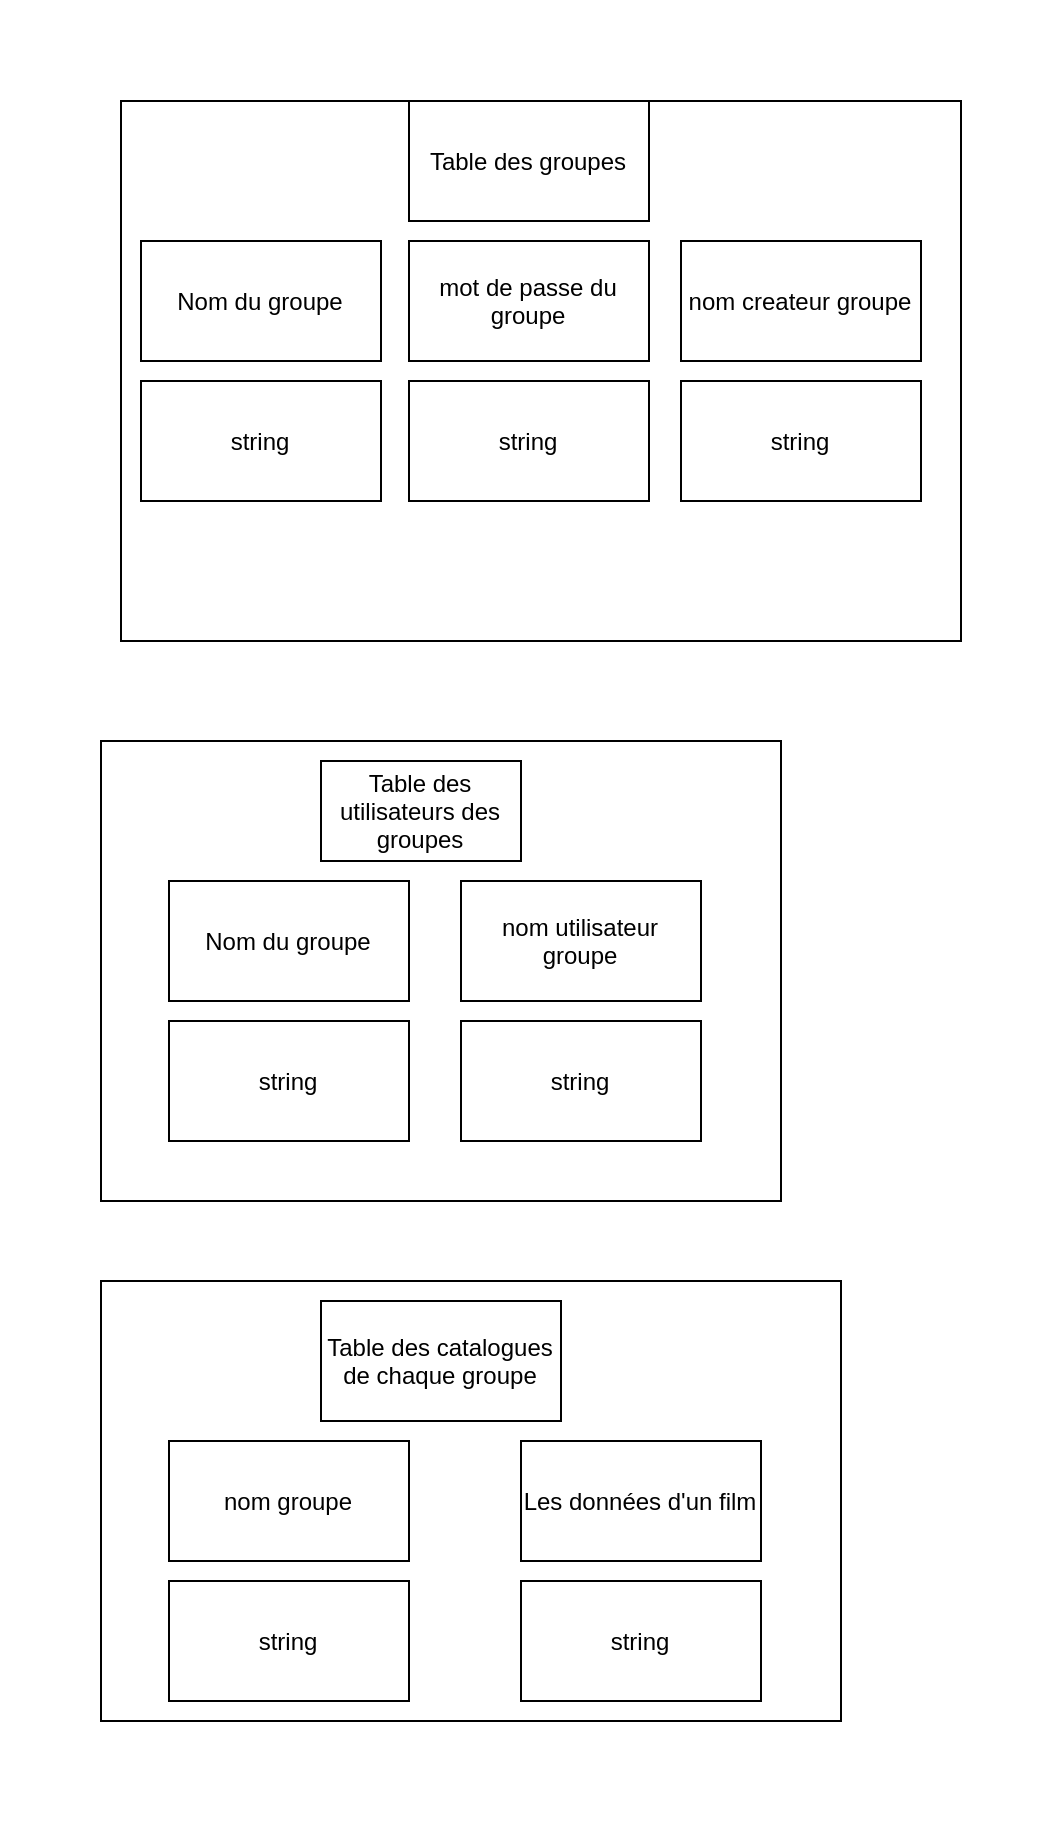 Table des groupes
Nom du groupe
mot de passe du
groupe
nom createur groupe
string
string
string
Table des
utilisateurs des
groupes
Nom du groupe
nom utilisateur
groupe
string
string
Table des catalogues
de chaque groupe
nom groupe
Les données d'un film
string
string